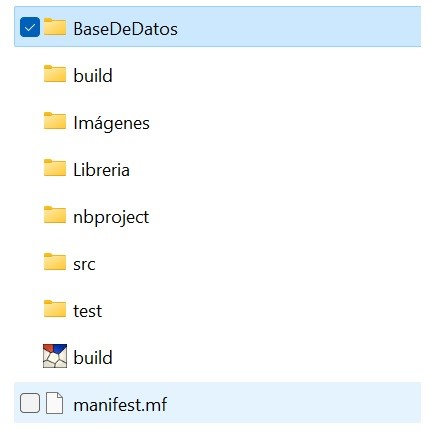 BaseDeDatos
build
Imágenes
Libreria
nbproject
src
test
build
manifest.mf